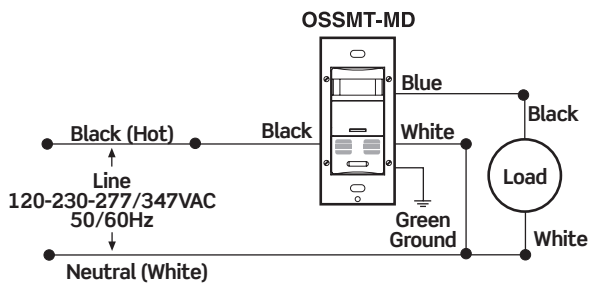 OSSMT-MD
Blue
Black
Black (Hot)
Black
White
Line
120-230-277/347VAC
50/60Hz
Load
Green
Ground
White
Neutral (White)